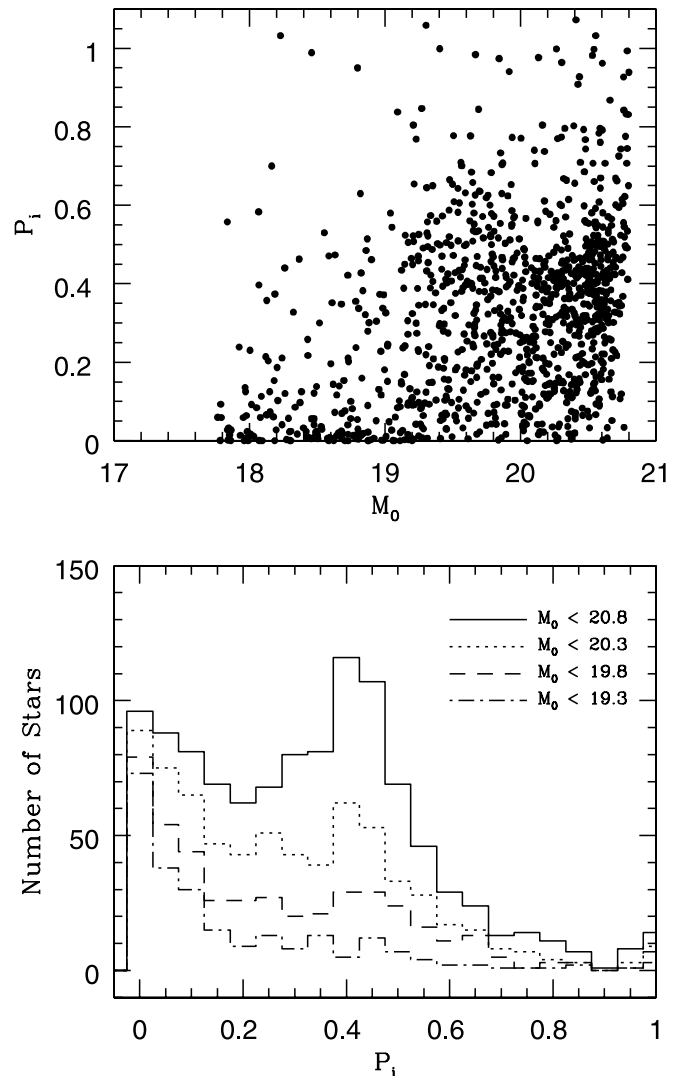 1
0.8
0.6
P_i
0.4
0.2
0
17 18 19 20 21
M_0
150
M_0 < 20.8
M_0 < 20.3
M_0 < 19.8
M_0 < 19.3
100
Number of Stars
50
0
0 0.2 0.4 0.6 0.8 1
P_i